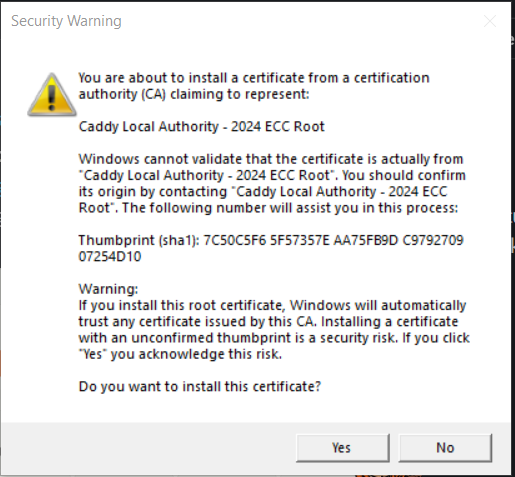 Security Warning
You are about to install a certificate from a certification
authority (CA) claiming to represent:
Caddy Local Authority - 2024 ECC Root
Windows cannot validate that the certificate is actually from
"Caddy Local Authority - 2024 ECC Root". You should confirm
its origin by contacting "Caddy Local Authority - 2024 ECC
Root". The following number will assist you in this process:
Thumbprint (sha1): 7C50C5F6 5F57357E AA75FB9D C9792709
07254D10
Warning:
If you install this root certificate, Windows will automatically
trust any certificate issued by this CA. Installing a certificate
with an unconfirmed thumbprint is a security risk. If you click
"Yes" you acknowledge this risk.
Do you want to install this certificate?
Yes
No